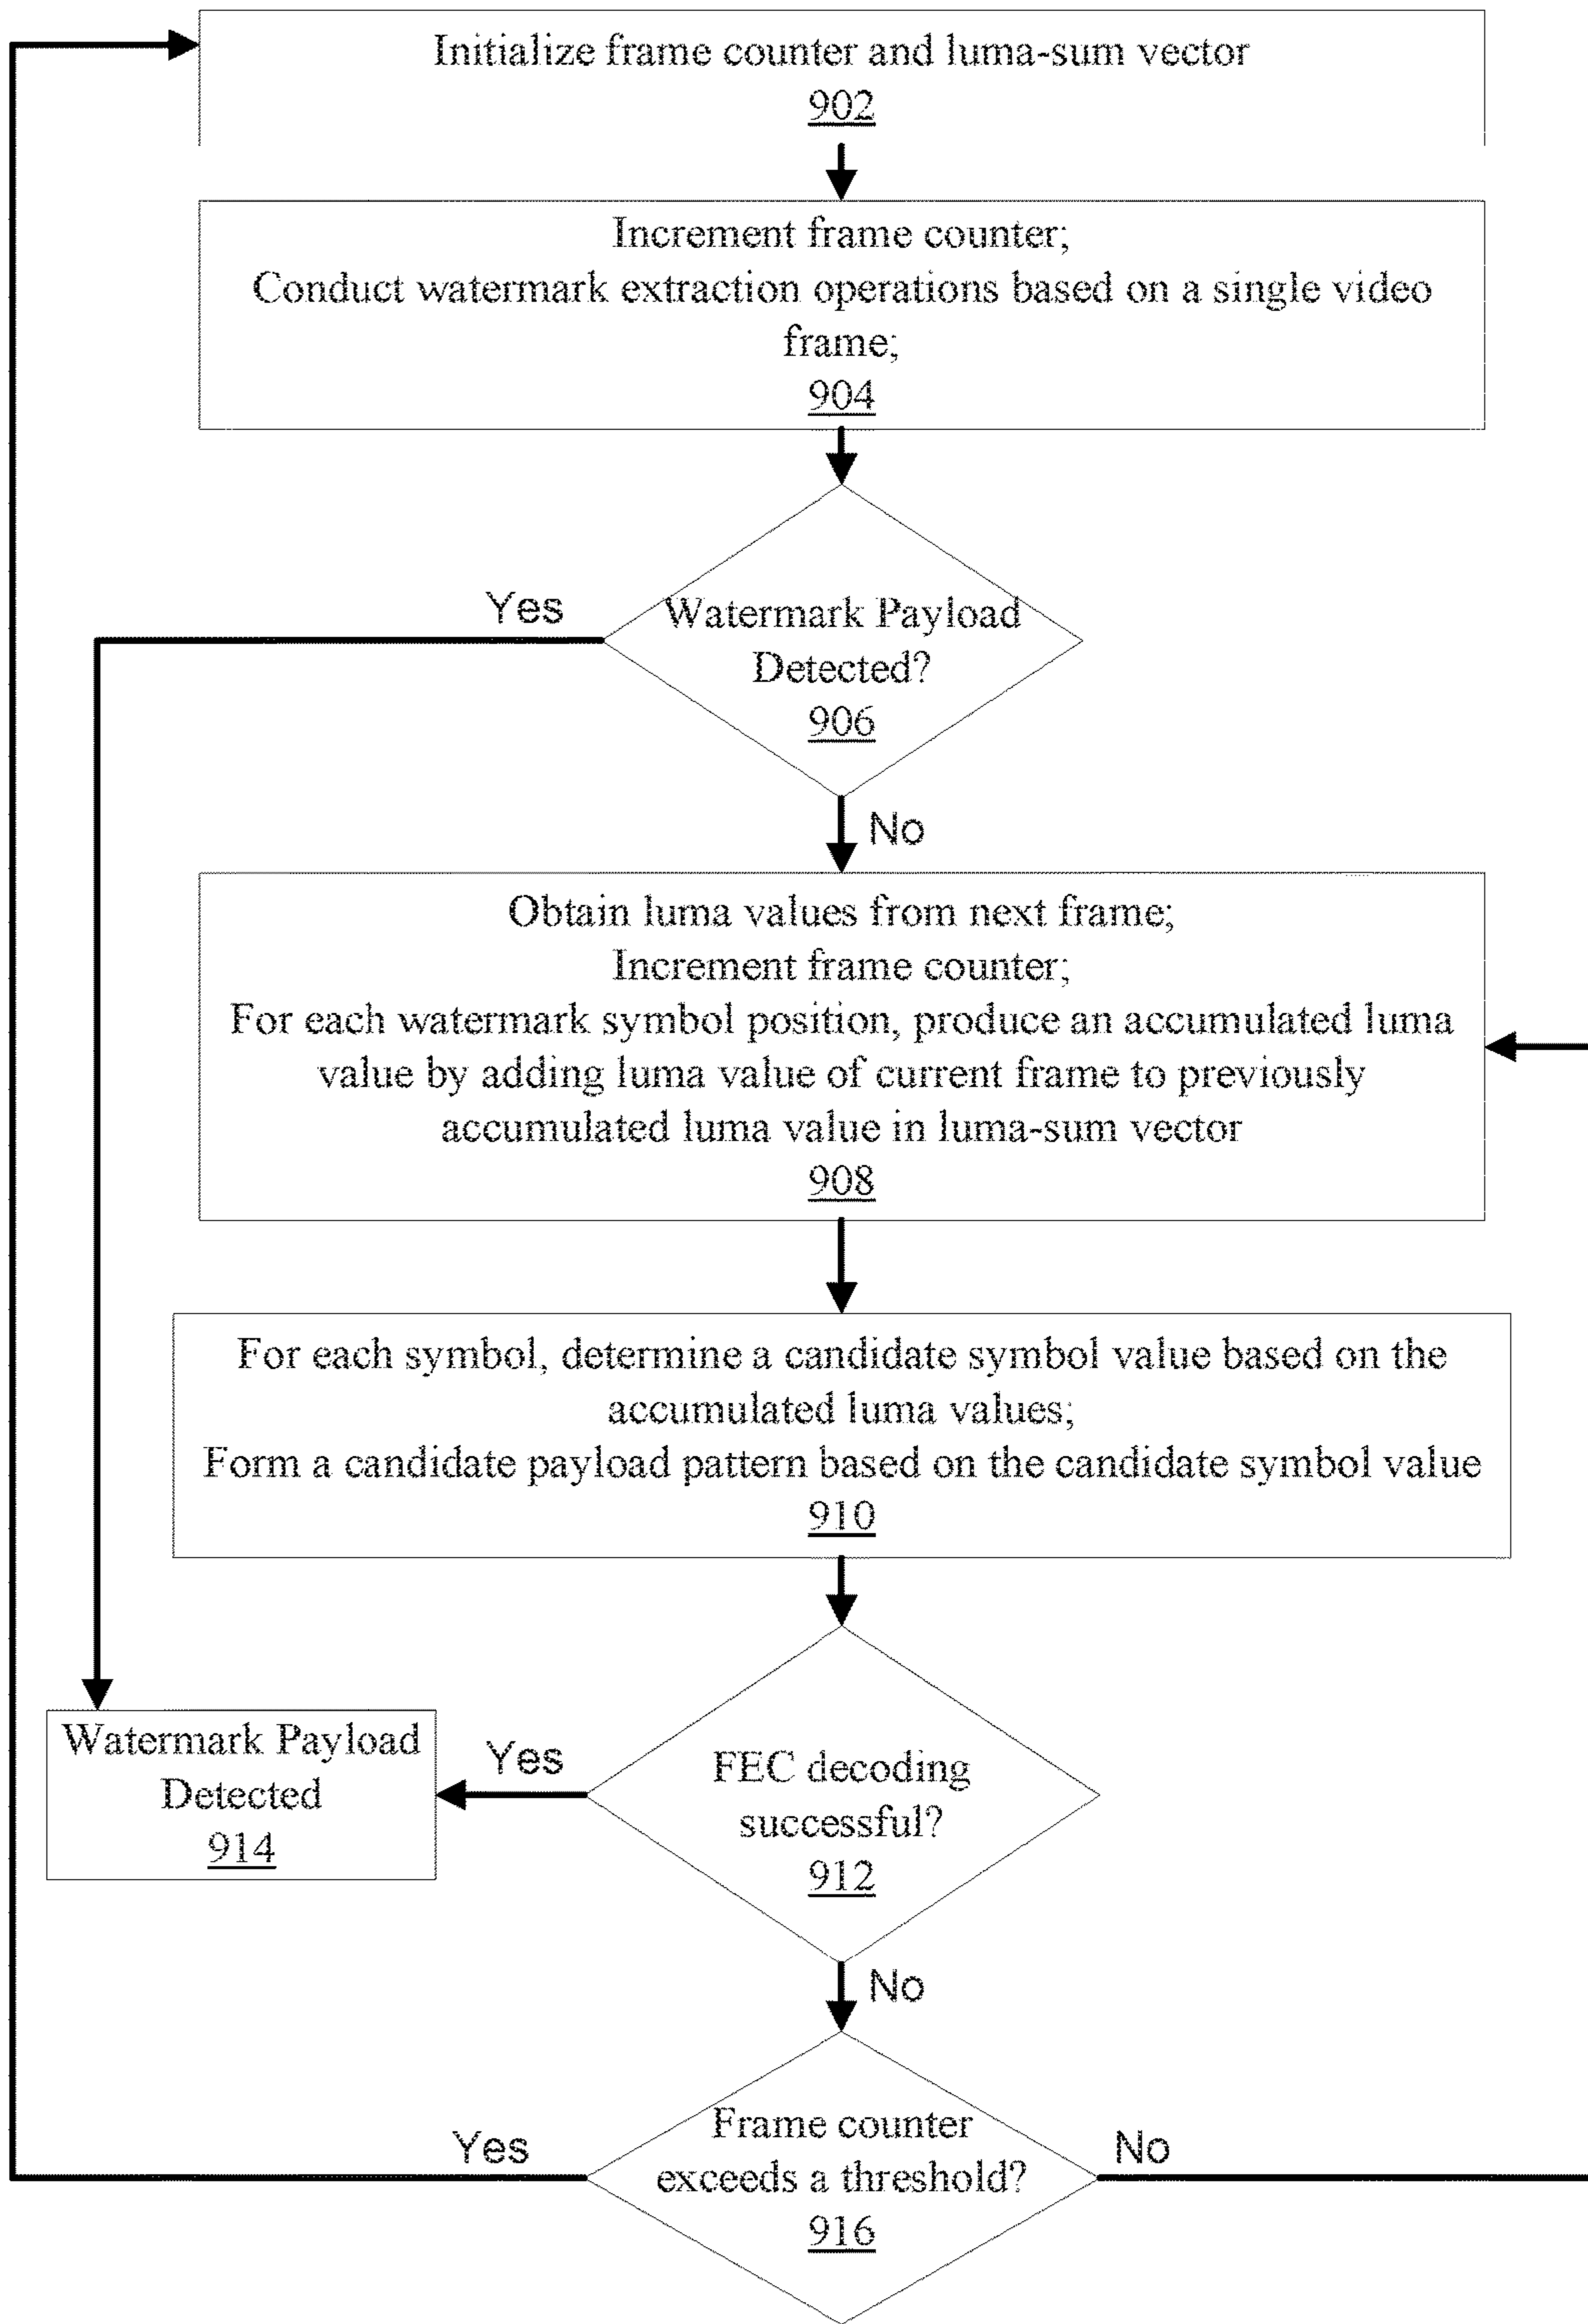 Initialize frame counter and luma-sum vector
902
Increment frame counter;
Conduct watermark extraction operations based on a single video
frame;
904
Yes
Watermark Payload
Detected?
906
No
Obtain luma values from next frame;
Increment frame counter;
For each watermark symbol position, produce an accumulated luma
value by adding luma value of current frame to previously
accumulated luma value in luma-sum vector
908
For each symbol, determine a candidate symbol value based on the
accumulated luma values;
Form a candidate payload pattern based on the candidate symbol value
910
Watermark Payload
Detected
914
Yes
FEC decoding
successful?
912
No
Yes
Frame counter
exceeds a threshold?
916
No